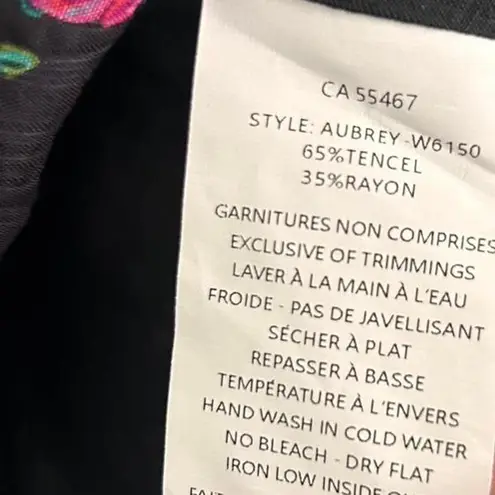 CA 55467
STYLE: AUBREY-W6150
65%TENCEL
35%RAYON
GARNITURES NON COMPRISES
EXCLUSIVE OF TRIMMINGS
LAVER À LA MAIN À L'EAU
FROIDE - PAS DE JAVELLISANT
SÉCHER À PLAT
REPASSER À BASSE
TEMPÉRATURE À L'ENVERS
HAND WASH IN COLD WATER
NO BLEACH - DRY FLAT
IRON LOW INSIDE